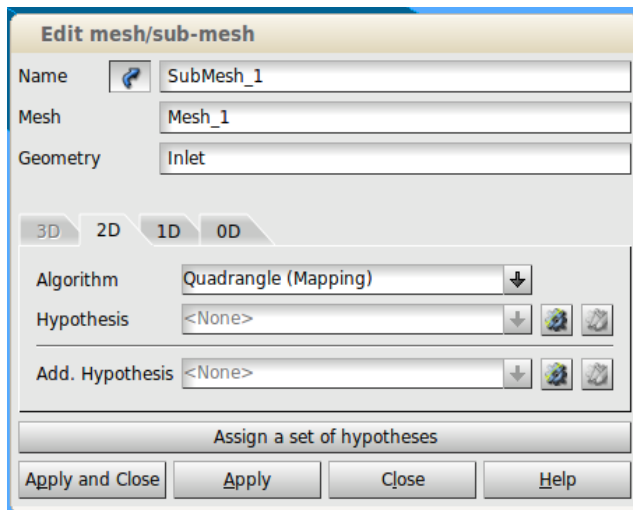 Edit mesh/sub-mesh
Name SubMesh_1
Mesh Mesh_1
Geometry Inlet
3D 2D 1D 0D
Algorithm Quadrangle (Mapping)
Hypothesis <None>
Add. Hypothesis <None>
Assign a set of hypotheses
Apply and Close Apply Close Help